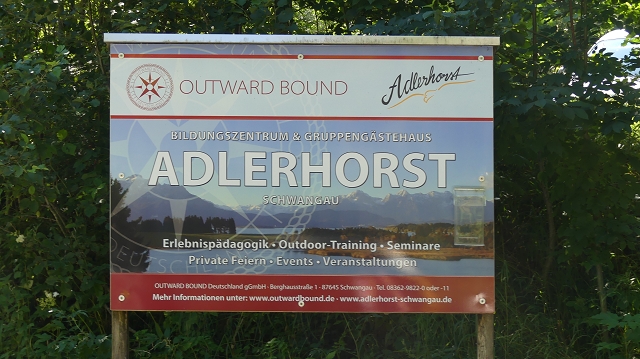 OUTWARD BOUND
Adlerhorst
BILDUNGSZENTRUM & GRUPPENGÄSTEHAUS
ADLERHORST
SCHWANGAU
Erlebnispädagogik • Outdoor-Training • Seminare
Private Feiern • Events • Veranstaltungen
OUTWARD BOUND Deutschland gGmbH · Berghausstraße 1 · 87645 Schwangau · Tel. 08362-9822-0 oder -11
Mehr Informationen unter: www.outwardbound.de · www.adlerhorst-schwangau.de